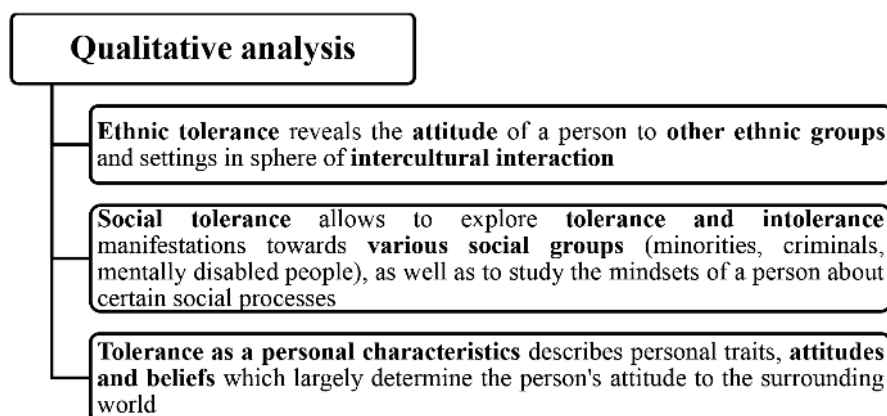 Qualitative analysis
Ethnic tolerance reveals the attitude of a person to other ethnic groups
and settings in sphere of intercultural interaction
Social tolerance allows to explore tolerance and intolerance
manifestations towards various social groups (minorities, criminals,
mentally disabled people), as well as to study the mindsets of a person about
certain social processes
Tolerance as a personal characteristics describes personal traits, attitudes
and beliefs which largely determine the person's attitude to the surrounding
world